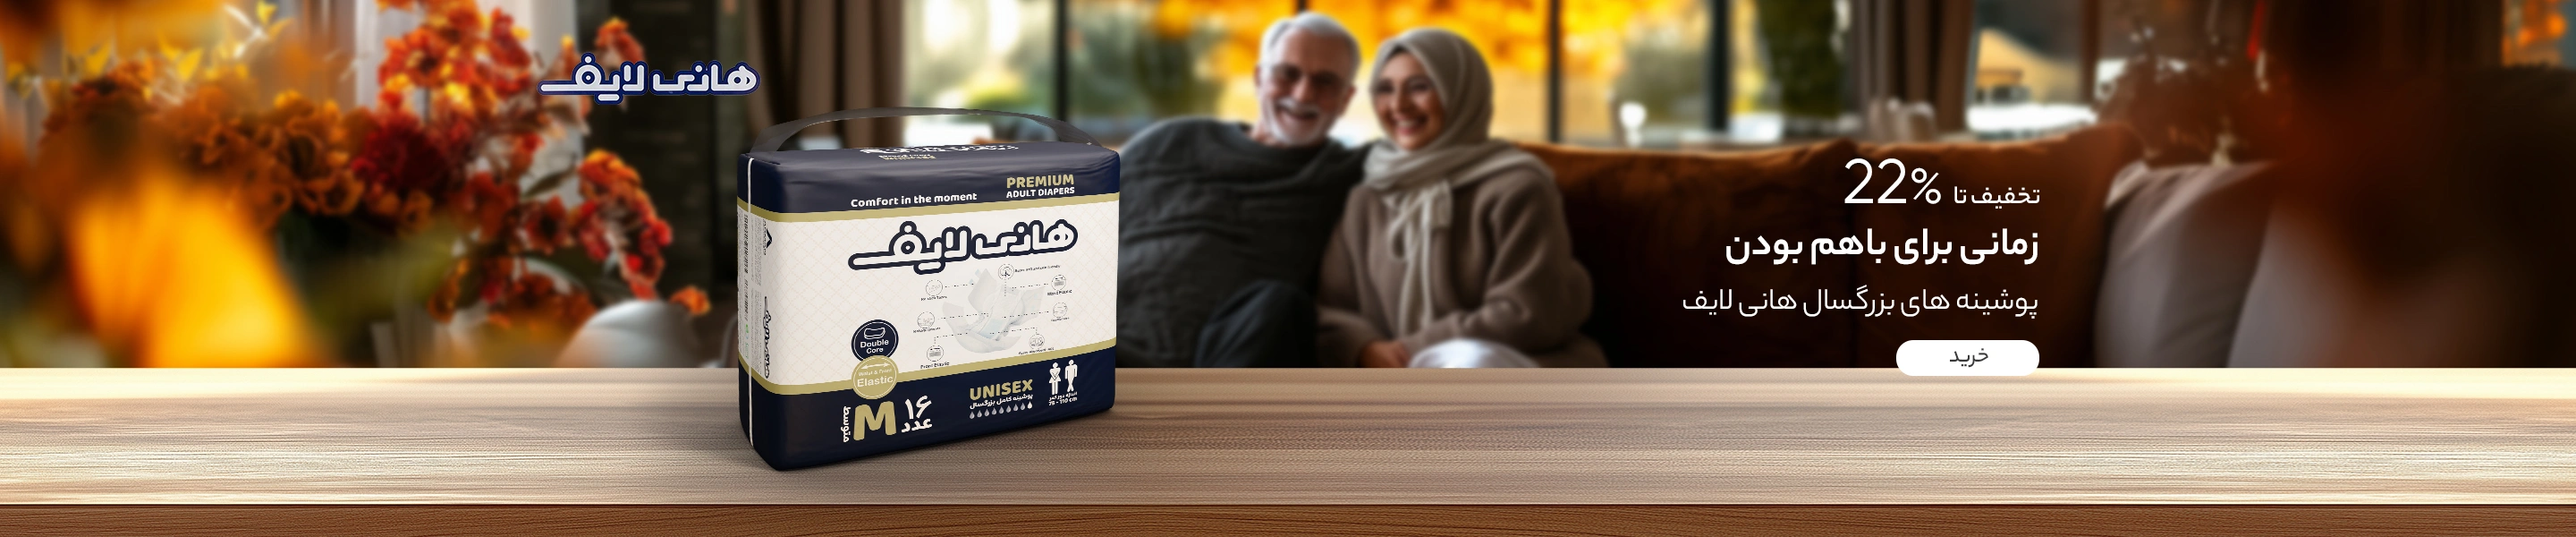 هانی لایف
تخفیف تا 22%
زمانی برای باهم بودن
پوشینه های بزرگسال هانی لایف
خرید
Comfort in the moment
PREMIUM
ADULT DIAPERS
هانی لایف
Double
Core
Elastic
UNISEX
پوشینه کامل بزرگسال
M
متوسط
۱۶
عدد